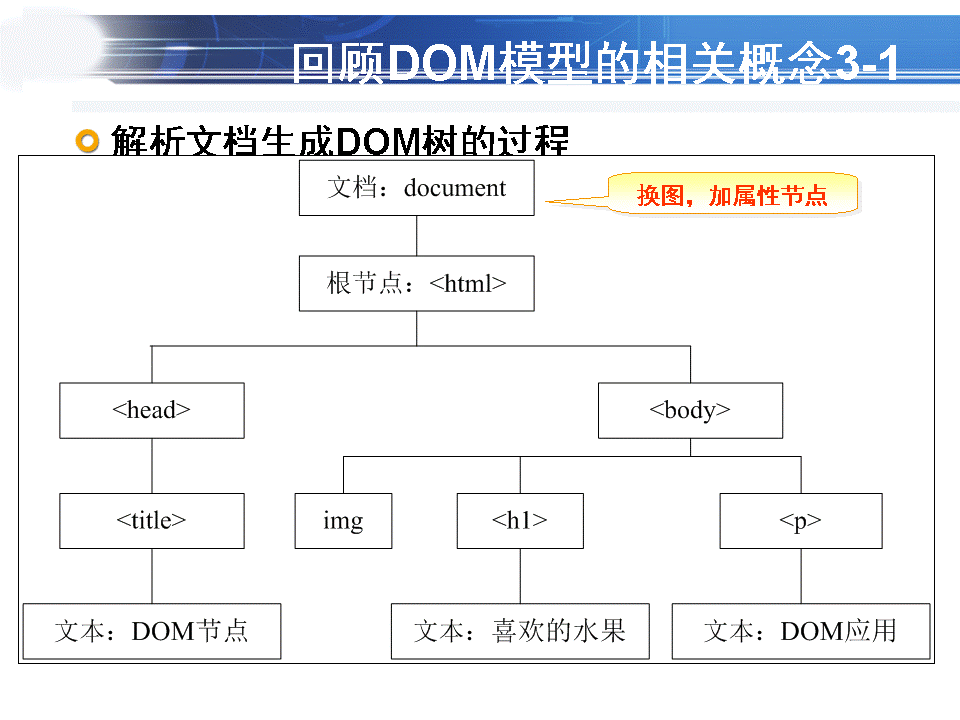 回顾DOM模型的相关概念3-1
解析文档生成DOM树的过程
文档：document
换图，加属性节点
根节点：<html>
<head>
<body>
<title>
img
<h1>
<p>
文本：DOM节点
文本：喜欢的水果
文本：DOM应用